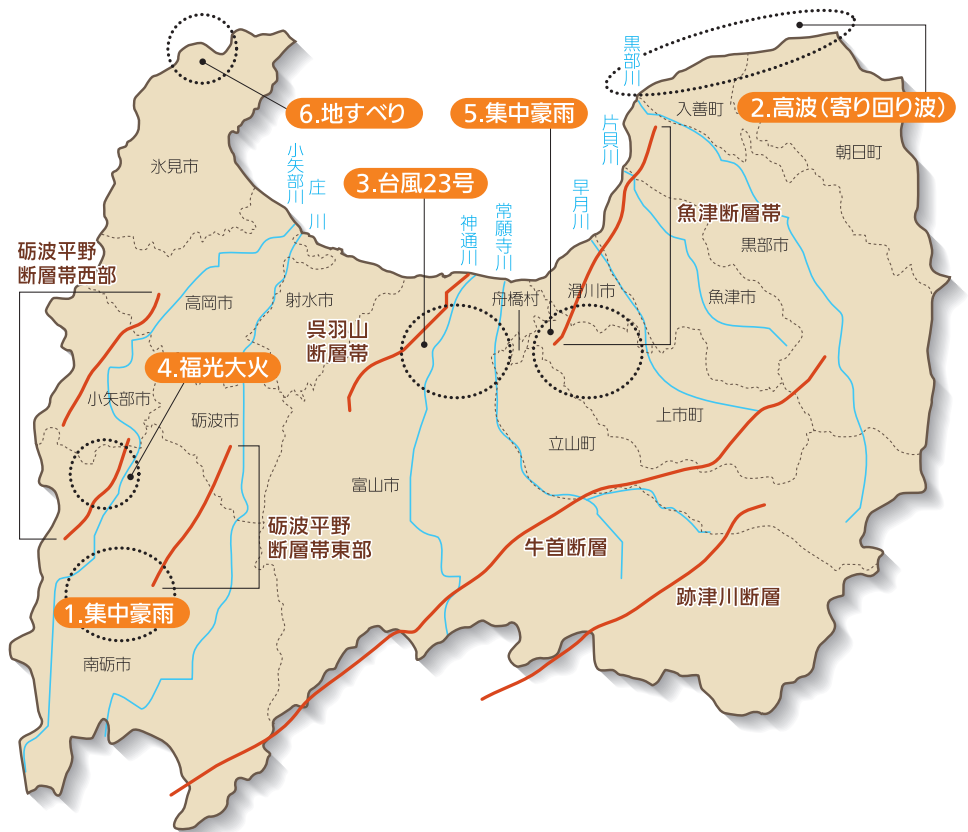 黒部川
2.高波（寄り回り波）
入善町
朝日町
6.地すべり
5.集中豪雨
片貝川
氷見市
小矢部川
庄川
3.台風23号
早月川
常願寺川
神通川
魚津断層帯
砺波平野
断層帯西部
黒部市
高岡市
射水市
舟橋村
滑川市
魚津市
呉羽山
断層帯
4.福光大火
小矢部市
砺波市
上市町
立山町
富山市
砺波平野
断層帯東部
牛首断層
跡津川断層
1.集中豪雨
南砺市